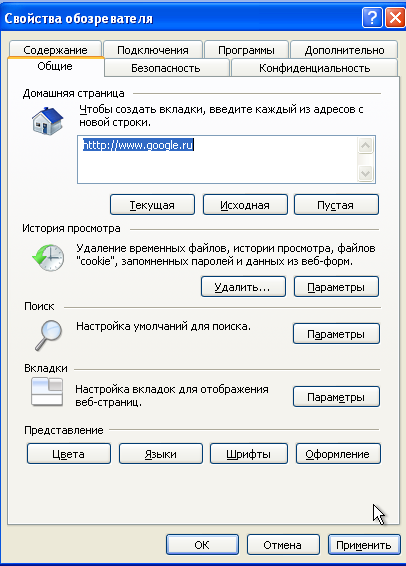 Свойства обозревателя
Содержание Подключения Программы Дополнительно
Общие Безопасность Конфиденциальность
Домашняя страница
Чтобы создать вкладки, введите каждый из адресов с
новой строки.
htttp://www.google.ru
Текущая Исходная Пустая
История просмотра
Удаление временных файлов, истории просмотра, файлов
"cookie", запомненных паролей и данных из веб-форм.
Удалить... Параметры
Поиск
Настройка умолчаний для поиска.
Параметры
Вкладки
Настройка вкладок для отображения
веб-страниц.
Параметры
Представление
Цвета Языки Шрифты Оформление
ОК Отмена Применить